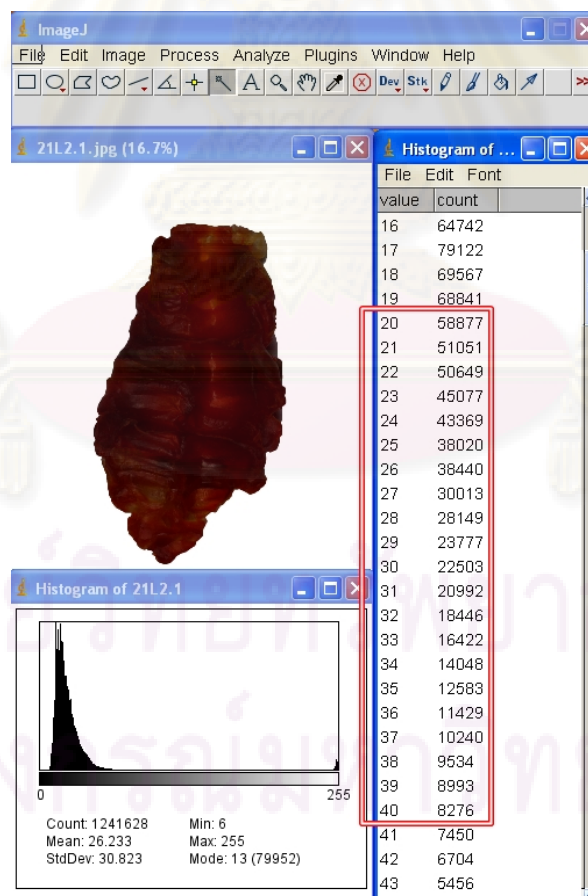 ImageJ
File Edit Image Process Analyze Plugins Window Help
A Dev Stk >>
21L2.1.jpg (16.7%)
Histogram of 21L2.1
0 255
Count: 1241628 Min: 6
Mean: 26.233 Max: 255
StdDev: 30.823 Mode: 13 (79952)
Histogram of ...
File Edit Font
value count
16 64742
17 79122
18 69567
19 68841
20 58877
21 51051
22 50649
23 45077
24 43369
25 38020
26 38440
27 30013
28 28149
29 23777
30 22503
31 20992
32 18446
33 16422
34 14048
35 12583
36 11429
37 10240
38 9534
39 8993
40 8276
41 7450
42 6704
43 5456